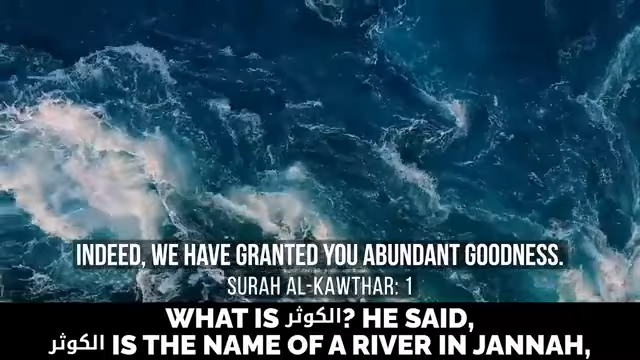 INDEED, WE HAVE GRANTED YOU ABUNDANT GOODNESS.
SURAH AL-KAWTHAR: 1
WHAT IS الكوثر? HE SAID,
الكوثر IS THE NAME OF A RIVER IN JANNAH,